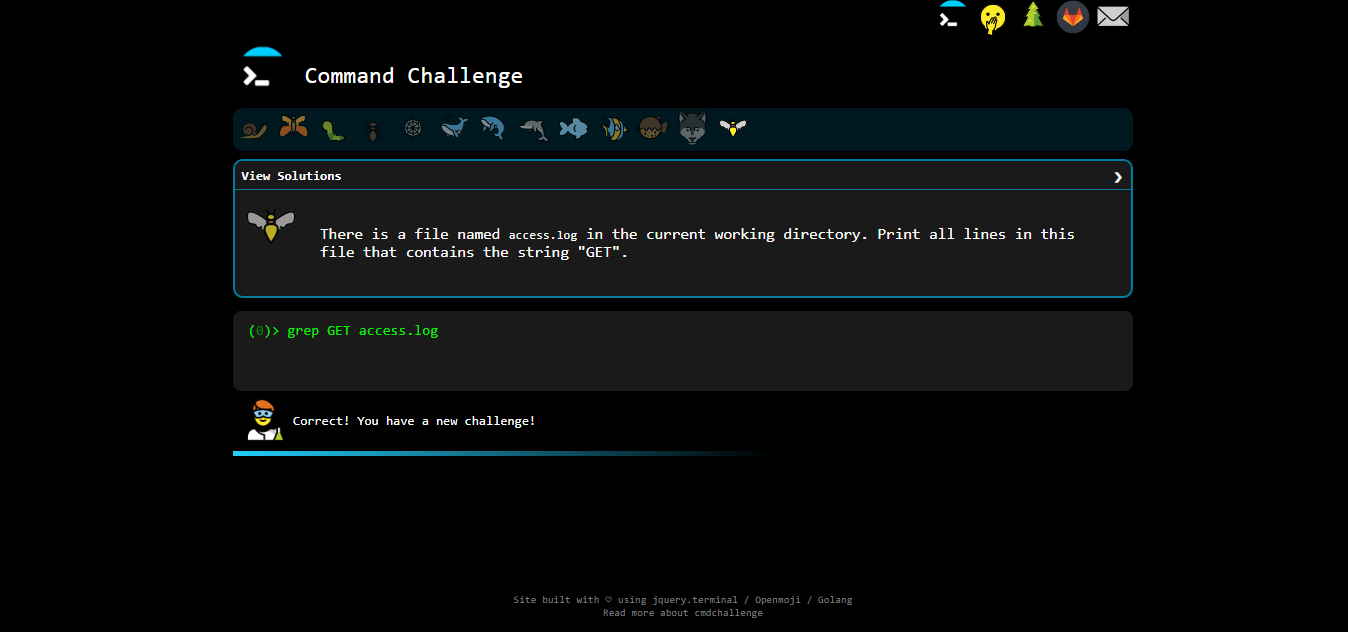 Command Challenge
View Solutions
There is a file named access.log in the current working directory. Print all lines in this
file that contains the string "GET".
(0)> grep GET access.log
Correct! You have a new challenge!
Site built with ♡ using jquery.terminal / Openmoji / Golang
Read more about cmdchallenge